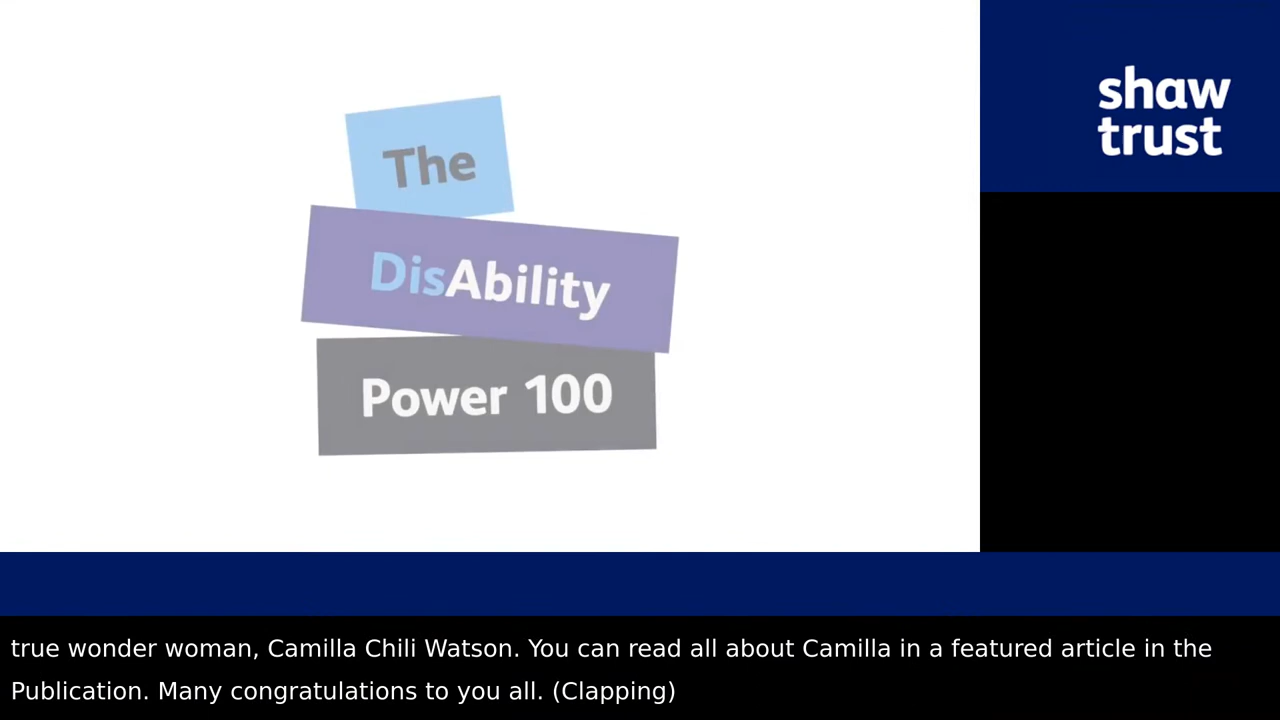 The
DisAbility
Power 100
shaw
trust
true wonder woman, Camilla Chili Watson. You can read all about Camilla in a featured article in the
Publication. Many congratulations to you all. (Clapping)